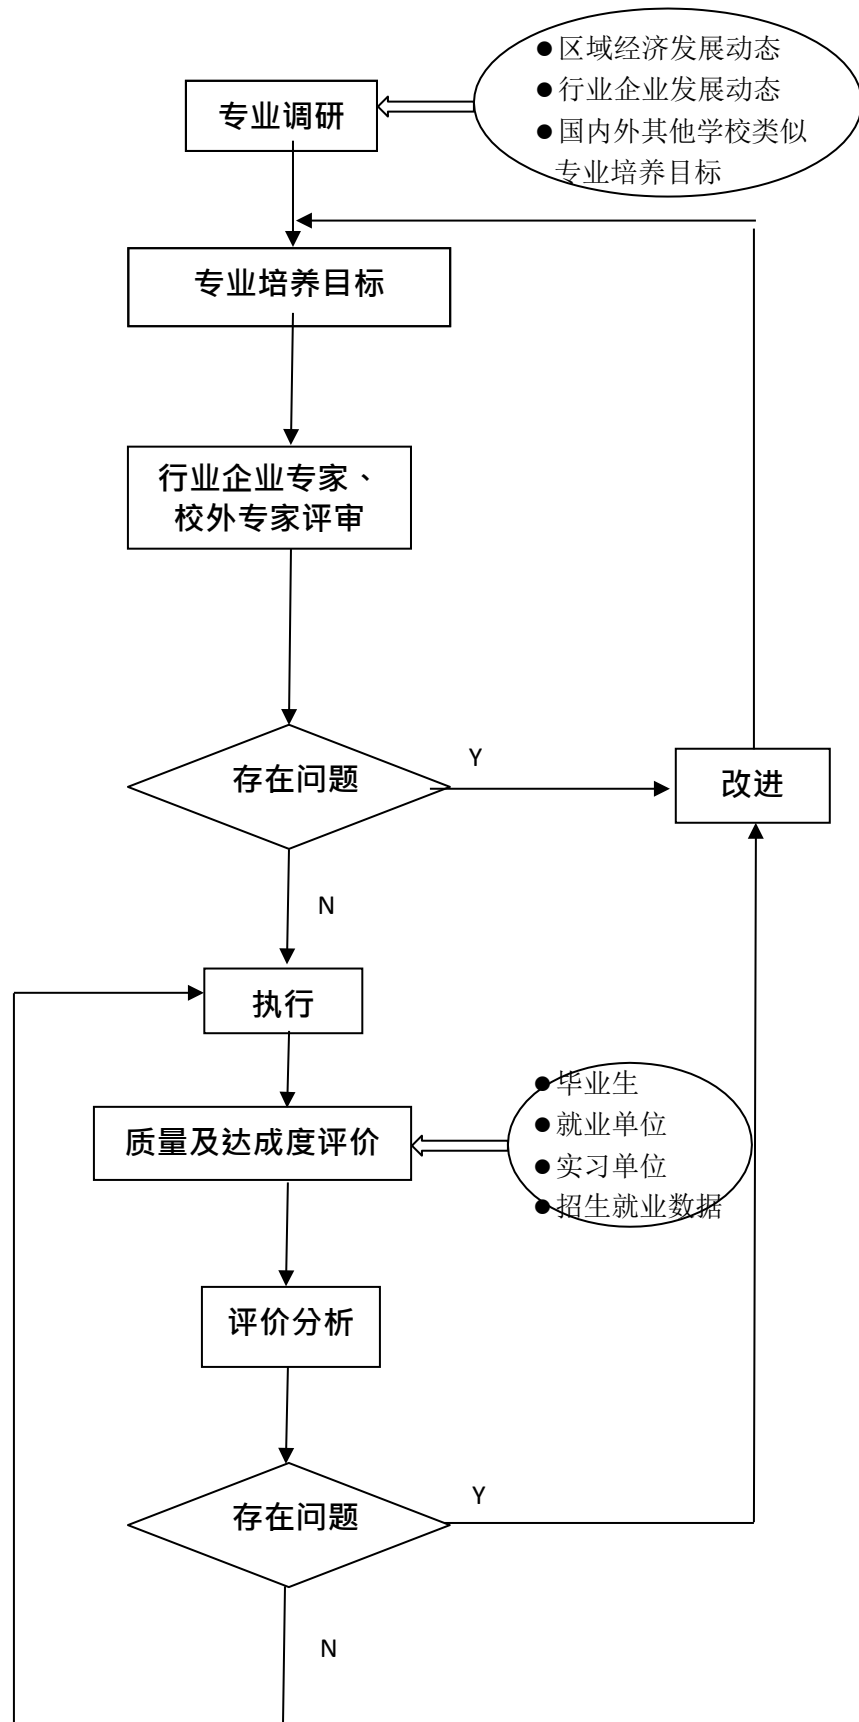 ●区域经济发展动态
●行业企业发展动态
●国内外其他学校类似
专业培养目标
专业调研
专业培养目标
行业企业专家、
校外专家评审
存在问题
Y
改进
N
执行
●毕业生
●就业单位
●实习单位
●招生就业数据
质量及达成度评价
评价分析
存在问题
Y
N